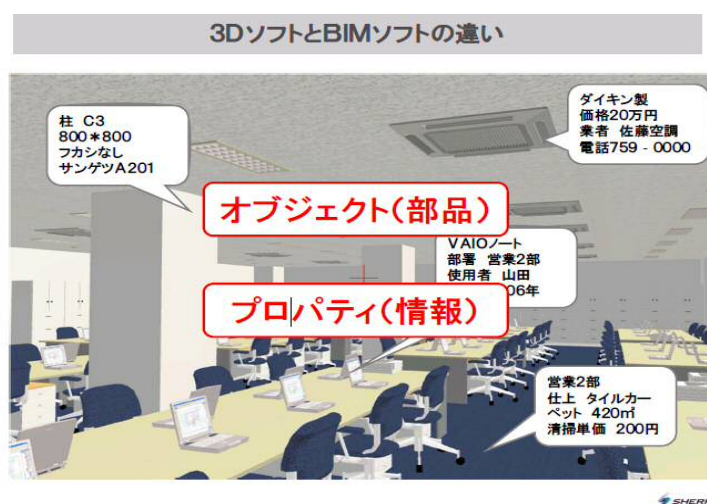 3DソフトとBIMソフトの違い
柱 C3
800*800
フカシなし
サンゲツA201
ダイキン製
価格20万円
業者 佐藤空調
電話759-0000
オブジェクト(部品)
VAIOノート
部署 営業2部
使用者 山田
06年
プロパティ(情報)
営業2部
仕上 タイルカー
ペット 420㎡
清掃単価 200円